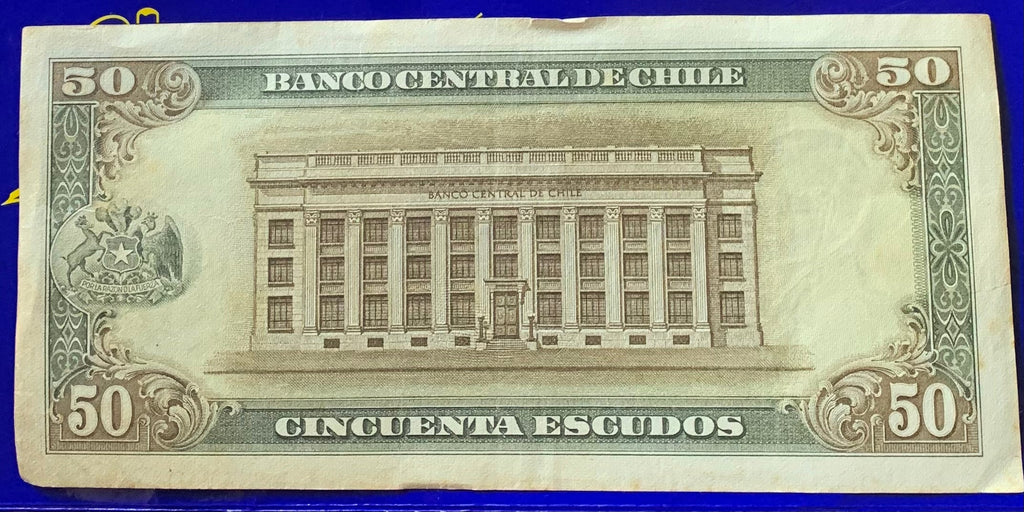 50 BANCO CENTRAL DE CHILE 50
BANCO CENTRAL DE CHILE
POR LA RAZON O LA FUERZA
50 CINCUENTA ESCUDOS 50